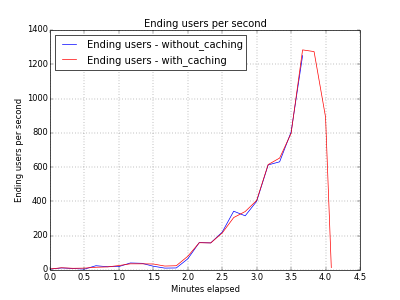 Ending users per second
1400
1200
1000
800
600
400
200
0
Ending users per second
Ending users - without_caching
Ending users - with_caching
0.0 0.5 1.0 1.5 2.0 2.5 3.0 3.5 4.0 4.5
Minutes elapsed